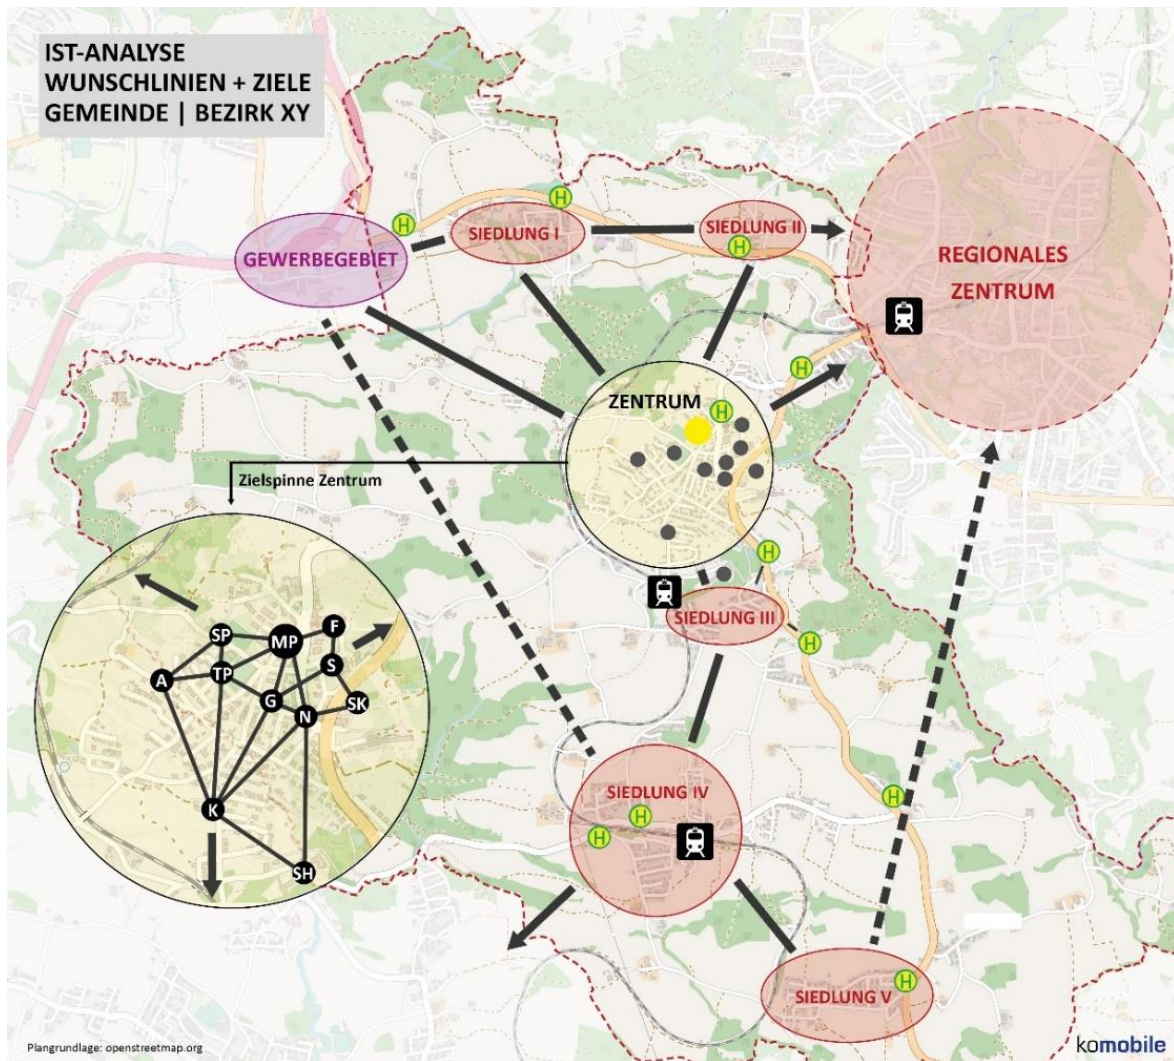 IST-ANALYSE
WUNSCHLINIEN + ZIELE
GEMEINDE | BEZIRK XY
H
H
SIEDLUNG I
SIEDLUNG II
H
GEWERBEGEBIET
REGIONALES
ZENTRUM
H
ZENTRUM
H
Zielspinne Zentrum
H
SIEDLUNG III
H
F
SP
MP
S
A
TP
G
SK
N
K
SH
SIEDLUNG IV
H
H
H
SIEDLUNG V
H
Plangrundlage: openstreetmap.org
komobile